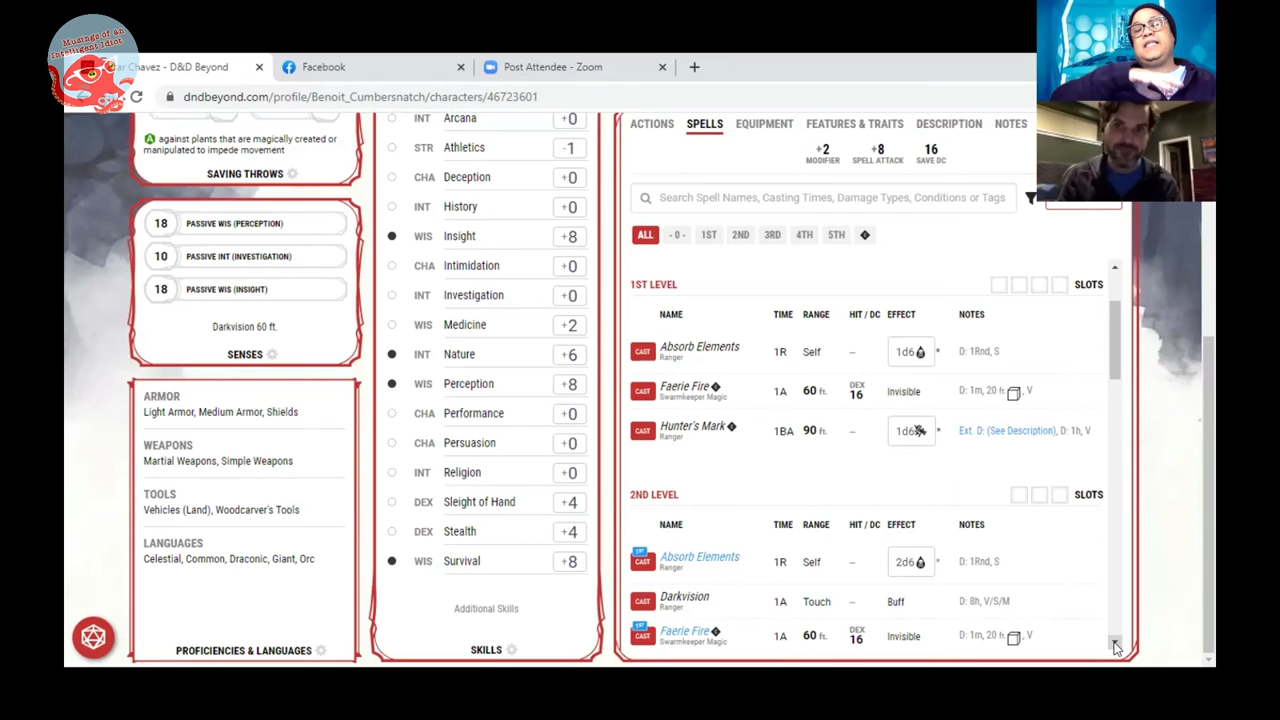 Musings of an
Intelligent Idiot
ar Chavez - D&D Beyond
Facebook
Post Attendee - Zoom
dndbeyond.com/profile/Benoit_Cumbersnatch/characters/46723601
against plants that are magically created or
manipulated to impede movement
SAVING THROWS
18 PASSIVE WIS (PERCEPTION)
10 PASSIVE INT (INVESTIGATION)
18 PASSIVE WIS (INSIGHT)
Darkvision 60 ft.
SENSES
ARMOR
Light Armor, Medium Armor, Shields
WEAPONS
Martial Weapons, Simple Weapons
TOOLS
Vehicles (Land), Woodcarver's Tools
LANGUAGES
Celestial, Common, Draconic, Giant, Orc
PROFICIENCIES & LANGUAGES
INT Arcana +0
STR Athletics -1
CHA Deception +0
INT History +0
WIS Insight +8
CHA Intimidation +0
INT Investigation +0
WIS Medicine +2
INT Nature +6
WIS Perception +8
CHA Performance +0
CHA Persuasion +0
INT Religion +0
DEX Sleight of Hand +4
DEX Stealth +4
WIS Survival +8
Additional Skills
SKILLS
ACTIONS SPELLS EQUIPMENT FEATURES & TRAITS DESCRIPTION NOTES
+2 +8 16
MODIFIER SPELL ATTACK SAVE DC
Search Spell Names, Casting Times, Damage Types, Conditions or Tags
ALL - 0 - 1ST 2ND 3RD 4TH 5TH
1ST LEVEL SLOTS
NAME TIME RANGE HIT / DC EFFECT NOTES
CAST Absorb Elements 1R Self -- 1d6 * D: 1Rnd, S
Ranger
CAST Faerie Fire 1A 60 ft. DEX 16 Invisible D: 1m, 20 ft. , V
Swarmkeeper Magic
CAST Hunter's Mark 1BA 90 ft. -- 1d6 * Ext. D: (See Description), D: 1h, V
Ranger
2ND LEVEL SLOTS
NAME TIME RANGE HIT / DC EFFECT NOTES
1ST CAST Absorb Elements 1R Self -- 2d6 * D: 1Rnd, S
Ranger
CAST Darkvision 1A Touch -- Buff D: 8h, V/S/M
Ranger
1ST CAST Faerie Fire 1A 60 ft. DEX 16 Invisible D: 1m, 20 ft. , V
Swarmkeeper Magic